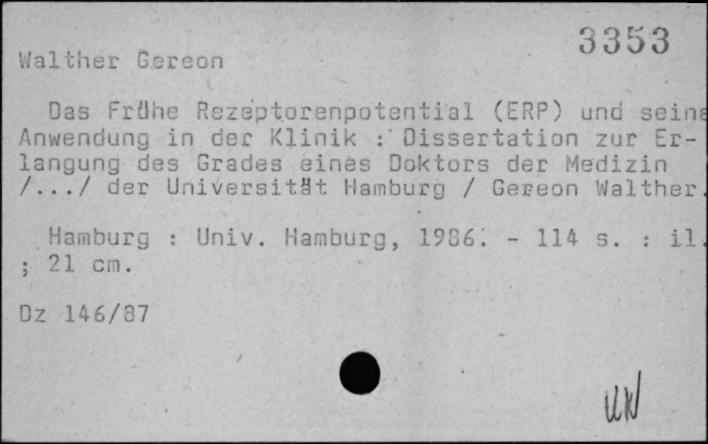 3353
Walther Gereon
Das Frühe Rezeptorenpotential (ERP) und seine
Anwendung in der Klinik : Dissertation zur Er-
langung des Grades eines Doktors der Medizin
/.../ der Universität Hamburg / Gereon Walther.
Hamburg : Univ. Hamburg, 1986. - 114 s. : il.
; 21 cm.
Dz 146/87